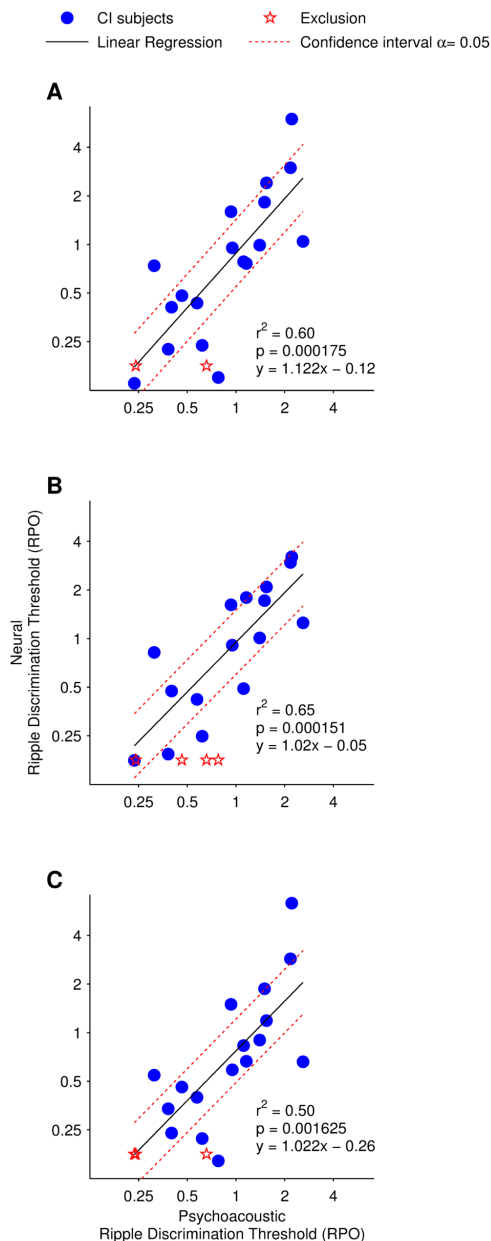 CI subjects
Exclusion
Linear Regression
Confidence interval α= 0.05
A
4
2
1
0.5
0.25
r² = 0.60
p = 0.000175
y = 1.122x − 0.12
0.25 0.5 1 2 4
B
Neural
Ripple Discrimination Threshold (RPO)
4
2
1
0.5
0.25
r² = 0.65
p = 0.000151
y = 1.02x − 0.05
0.25 0.5 1 2 4
C
4
2
1
0.5
0.25
r² = 0.50
p = 0.001625
y = 1.022x − 0.26
0.25 0.5 1 2 4
Psychoacoustic
Ripple Discrimination Threshold (RPO)